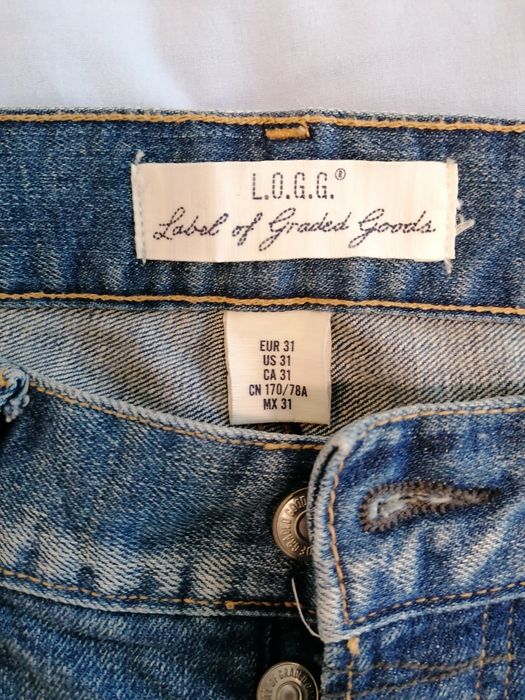 L.O.G.G.®
Label of Graded Goods
EUR 31
US 31
CA 31
CN 170/78A
MX 31